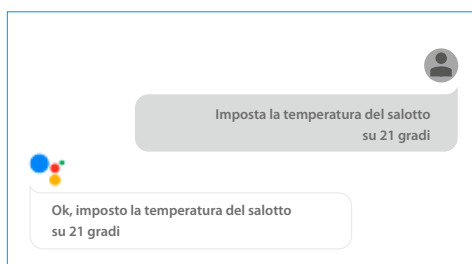 Imposta la temperatura del salotto
su 21 gradi
Ok, imposto la temperatura del salotto
su 21 gradi